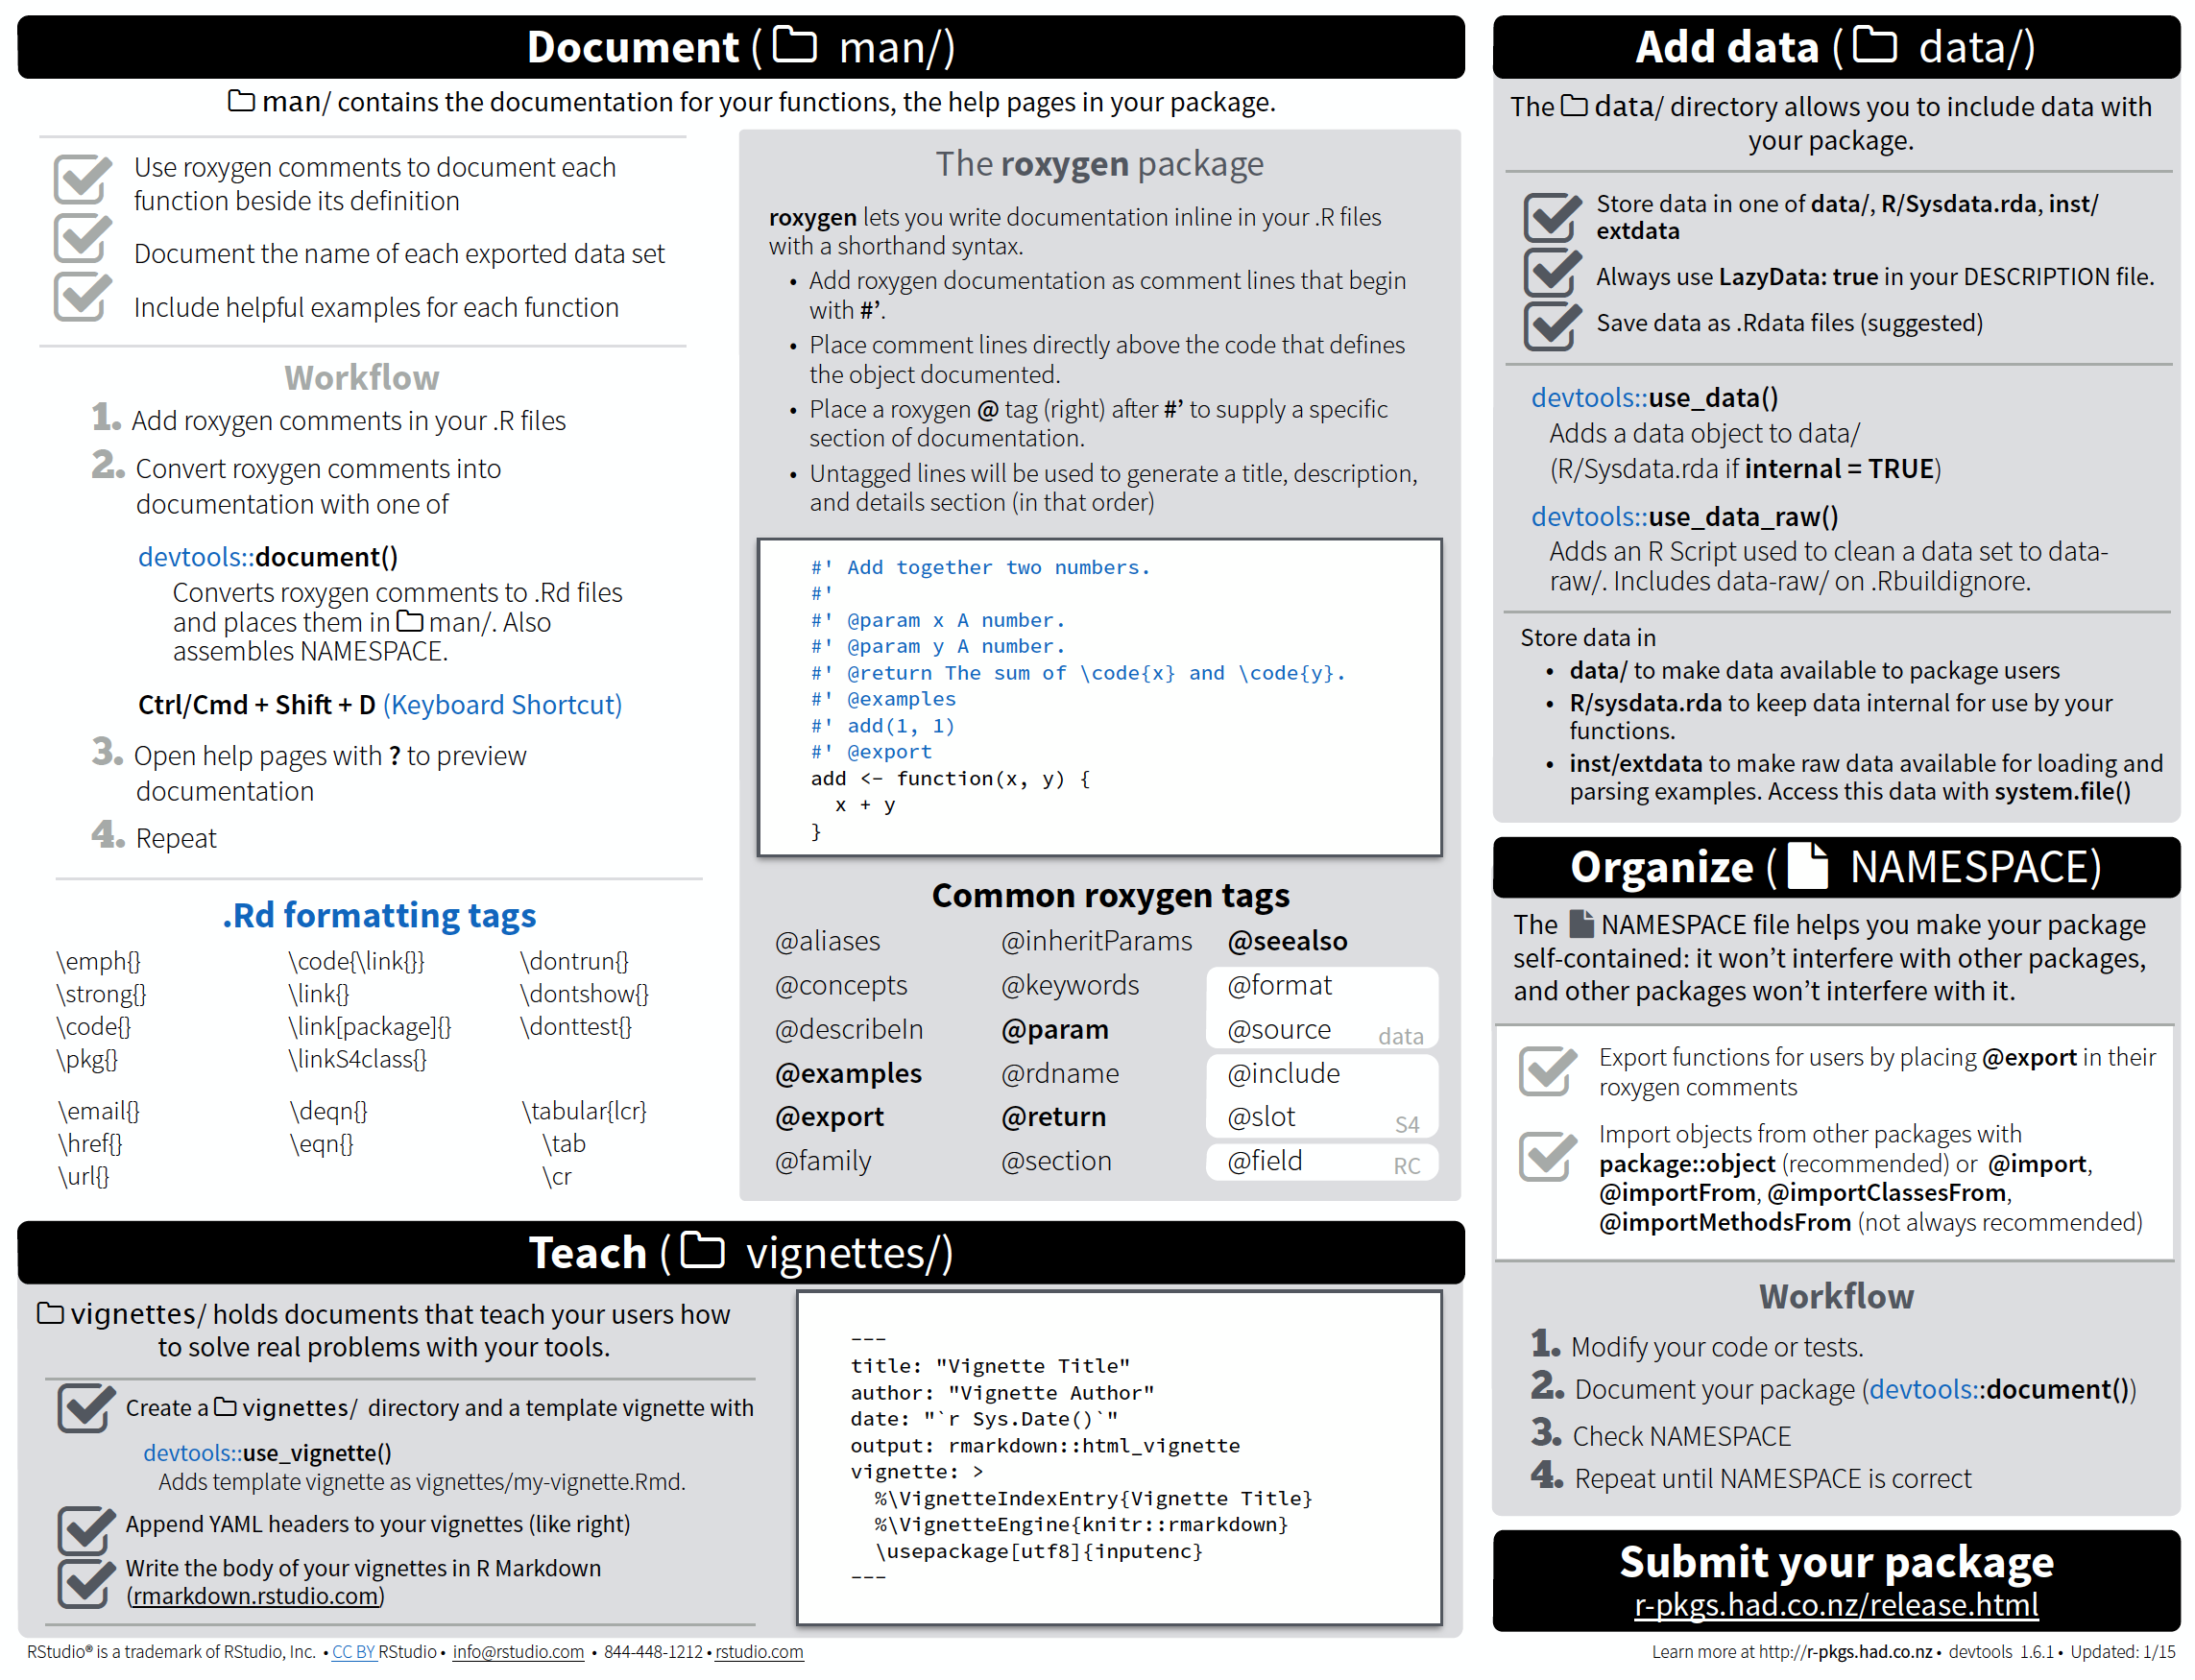 Document ( man/)
man/ contains the documentation for your functions, the help pages in your package.
Use roxygen comments to document each
function beside its definition
Document the name of each exported data set
Include helpful examples for each function
Workflow
1. Add roxygen comments in your .R files
2. Convert roxygen comments into
documentation with one of
devtools::document()
Converts roxygen comments to .Rd files
and places them in man/. Also
assembles NAMESPACE.
Ctrl/Cmd + Shift + D (Keyboard Shortcut)
3. Open help pages with ? to preview
documentation
4. Repeat
.Rd formatting tags
\emph{} \code{\link{}} \dontrun{}
\strong{} \link{} \dontshow{}
\code{} \link[package]{} \donttest{}
\pkg{} \linkS4class{}
\email{} \deqn{} \tabular{lcr}
\href{} \eqn{} \tab
\url{} \cr
The roxygen package
roxygen lets you write documentation inline in your .R files
with a shorthand syntax.
• Add roxygen documentation as comment lines that begin
with #’.
• Place comment lines directly above the code that defines
the object documented.
• Place a roxygen @ tag (right) after #’ to supply a specific
section of documentation.
• Untagged lines will be used to generate a title, description,
and details section (in that order)
#' Add together two numbers.
#'
#' @param x A number.
#' @param y A number.
#' @return The sum of \code{x} and \code{y}.
#' @examples
#' add(1, 1)
#' @export
add <- function(x, y) {
x + y
}
Common roxygen tags
@aliases @inheritParams @seealso
@concepts @keywords @format
@describeIn @param @source data
@examples @rdname @include
@export @return @slot S4
@family @section @field RC
Teach ( vignettes/)
vignettes/ holds documents that teach your users how
to solve real problems with your tools.
Create a vignettes/ directory and a template vignette with
devtools::use_vignette()
Adds template vignette as vignettes/my-vignette.Rmd.
Append YAML headers to your vignettes (like right)
Write the body of your vignettes in R Markdown
(rmarkdown.rstudio.com)
---
title: "Vignette Title"
author: "Vignette Author"
date: "`r Sys.Date()`"
output: rmarkdown::html_vignette
vignette: >
%\VignetteIndexEntry{Vignette Title}
%\VignetteEngine{knitr::rmarkdown}
\usepackage[utf8]{inputenc}
---
Add data ( data/)
The data/ directory allows you to include data with
your package.
Store data in one of data/, R/Sysdata.rda, inst/
extdata
Always use LazyData: true in your DESCRIPTION file.
Save data as .Rdata files (suggested)
devtools::use_data()
Adds a data object to data/
(R/Sysdata.rda if internal = TRUE)
devtools::use_data_raw()
Adds an R Script used to clean a data set to data-
raw/. Includes data-raw/ on .Rbuildignore.
Store data in
• data/ to make data available to package users
• R/sysdata.rda to keep data internal for use by your
functions.
• inst/extdata to make raw data available for loading and
parsing examples. Access this data with system.file()
Organize ( NAMESPACE)
The NAMESPACE file helps you make your package
self-contained: it won’t interfere with other packages,
and other packages won’t interfere with it.
Export functions for users by placing @export in their
roxygen comments
Import objects from other packages with
package::object (recommended) or @import,
@importFrom, @importClassesFrom,
@importMethodsFrom (not always recommended)
Workflow
1. Modify your code or tests.
2. Document your package (devtools::document())
3. Check NAMESPACE
4. Repeat until NAMESPACE is correct
Submit your package
r-pkgs.had.co.nz/release.html
RStudio® is a trademark of RStudio, Inc. • CC BY RStudio • info@rstudio.com • 844-448-1212 • rstudio.com
Learn more at http://r-pkgs.had.co.nz • devtools 1.6.1 • Updated: 1/15